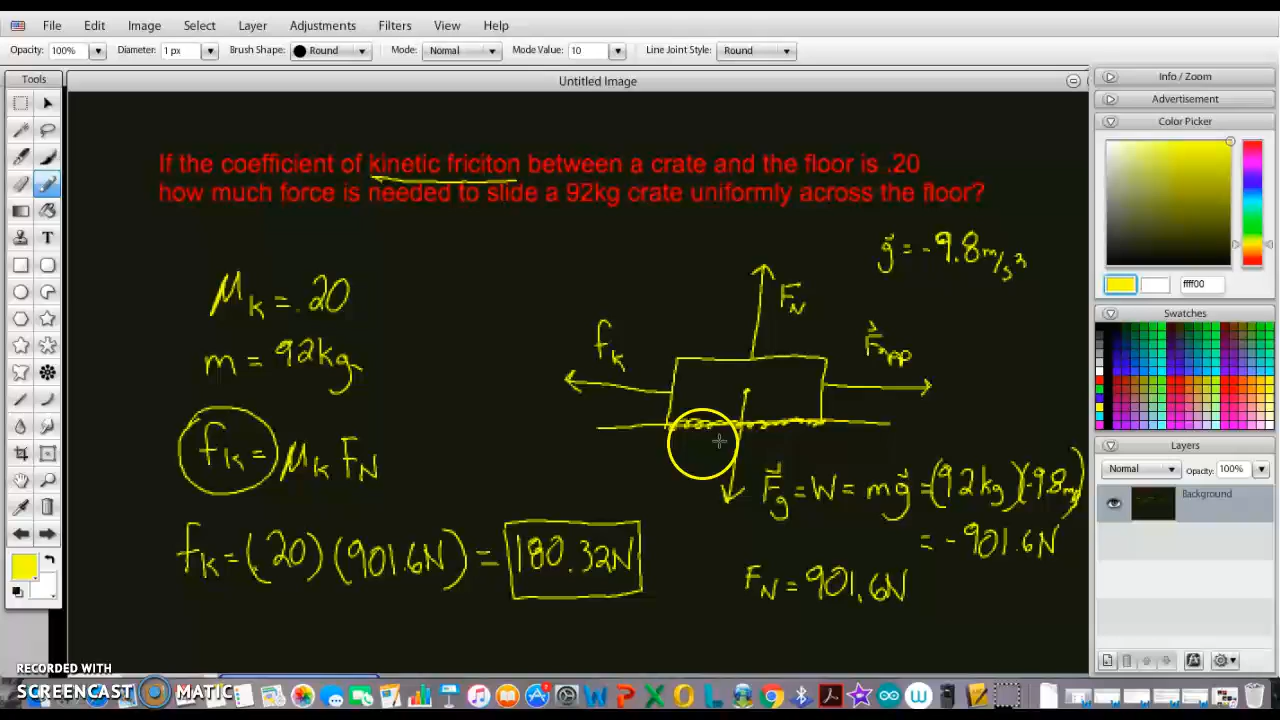 File Edit Image Select Layer Adjustments Filters View Help
Opacity: 100% Diameter: 1 px Brush Shape: Round Mode: Normal Mode Value: 10 Line Joint Style: Round
Tools
Untitled Image
Info / Zoom
Advertisement
Color Picker
If the coefficient of kinetic friciton between a crate and the floor is .20
how much force is needed to slide a 92kg crate uniformly across the floor?
g = -9.8m/s²
ffff00
Swatches
μk = .20
m = 92kg
FN
fk
Fapp
fk = μk FN
Fg = W = mg = (92kg)(-9.8m/s
= -901.6N
fk = (.20)(901.6N) = 180.32N
FN = 901.6N
Layers
Normal Opacity: 100%
Background
RECORDED WITH
SCREENCAST MATIC